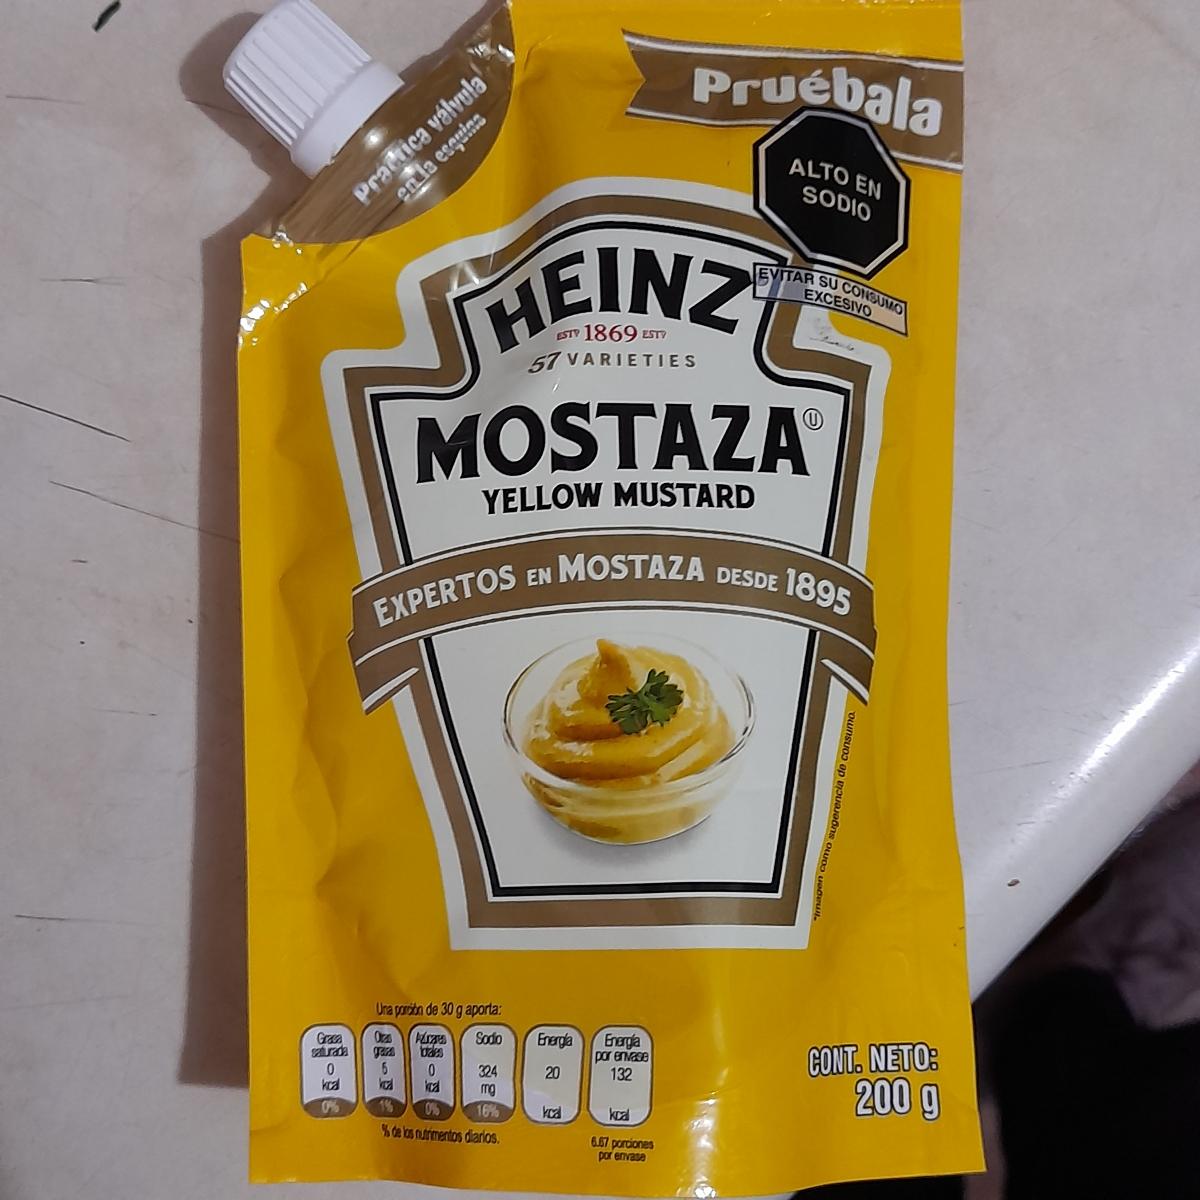 Pruébala
Práctica válvula
en la esquina
ALTO EN
SODIO
EVITAR SU CONSUMO
EXCESIVO
HEINZ
ESTD 1869 ESTD
57 VARIETIES
MOSTAZA
U
YELLOW MUSTARD
EXPERTOS EN MOSTAZA DESDE 1895
*Imagen como sugerencia de consumo.
Una porción de 30 g aporta:
Grasa saturada 0 kcal 0%
Otras grasas 5 kcal 1%
Azúcares totales 0 kcal 0%
Sodio 324 mg 16%
Energía 20 kcal
Energía por envase 132 kcal
% de los nutrimentos diarios.
6.67 porciones
por envase
CONT. NETO:
200 g